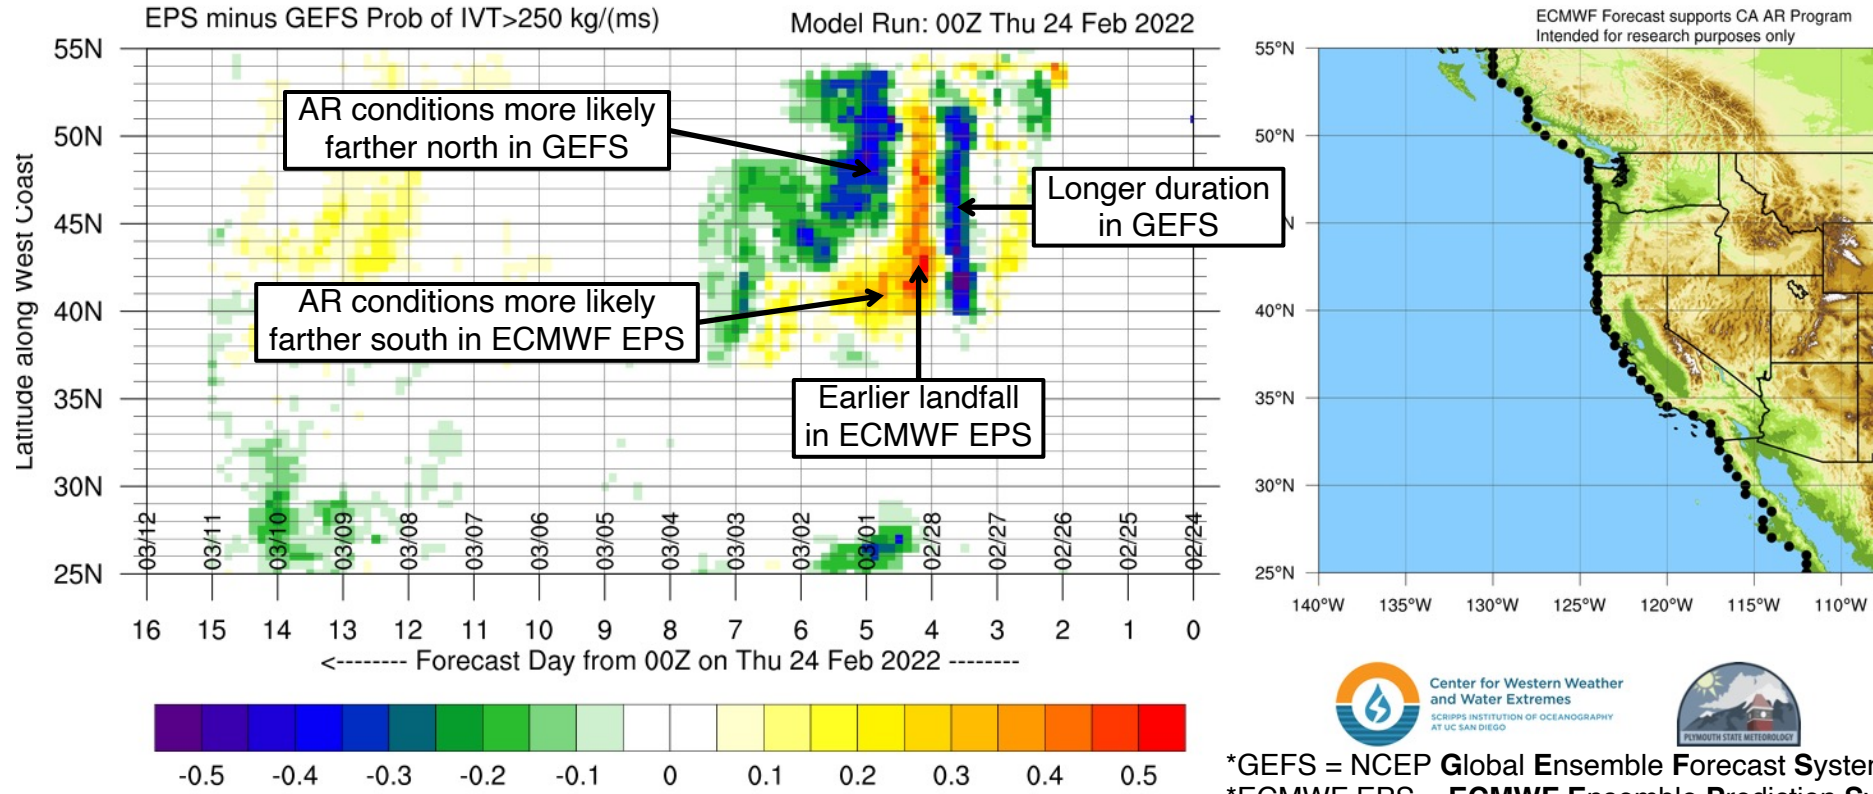 EPS minus GEFS Prob of IVT>250 kg/(ms)
Model Run: 00Z Thu 24 Feb 2022
ECMWF Forecast supports CA AR Program
Intended for research purposes only
Latitude along West Coast
55N
50N
45N
40N
35N
30N
25N
AR conditions more likely
farther north in GEFS
Longer duration
in GEFS
AR conditions more likely
farther south in ECMWF EPS
Earlier landfall
in ECMWF EPS
03/12 03/11 03/10 03/09 03/08 03/07 03/06 03/05 03/04 03/03 03/02 03/01 02/28 02/27 02/26 02/25 02/24
16 15 14 13 12 11 10 9 8 7 6 5 4 3 2 1 0
<-------- Forecast Day from 00Z on Thu 24 Feb 2022 --------
-0.5 -0.4 -0.3 -0.2 -0.1 0 0.1 0.2 0.3 0.4 0.5
55°N
50°N
N
40°N
35°N
30°N
25°N
140°W 135°W 130°W 125°W 120°W 115°W 110°W
Center for Western Weather
and Water Extremes
SCRIPPS INSTITUTION OF OCEANOGRAPHY
AT UC SAN DIEGO
PLYMOUTH STATE METEOROLOGY
*GEFS = NCEP Global Ensemble Forecast System
*ECMWF EPS = ECMWF Ensemble Prediction